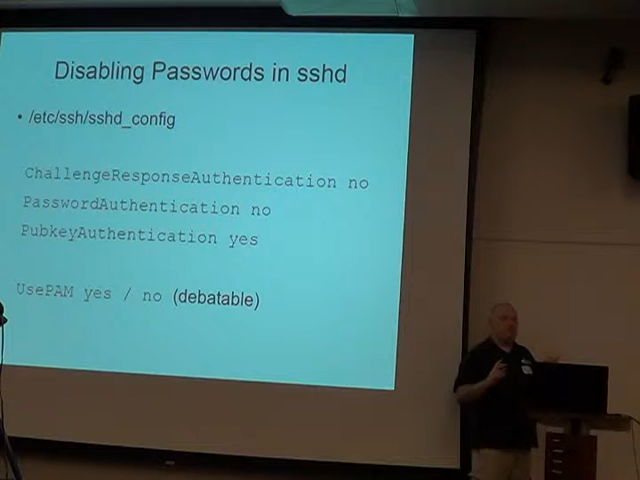 Disabling Passwords in sshd
• /etc/ssh/sshd_config
ChallengeResponseAuthentication no
PasswordAuthentication no
PubkeyAuthentication yes
UsePAM yes / no (debatable)